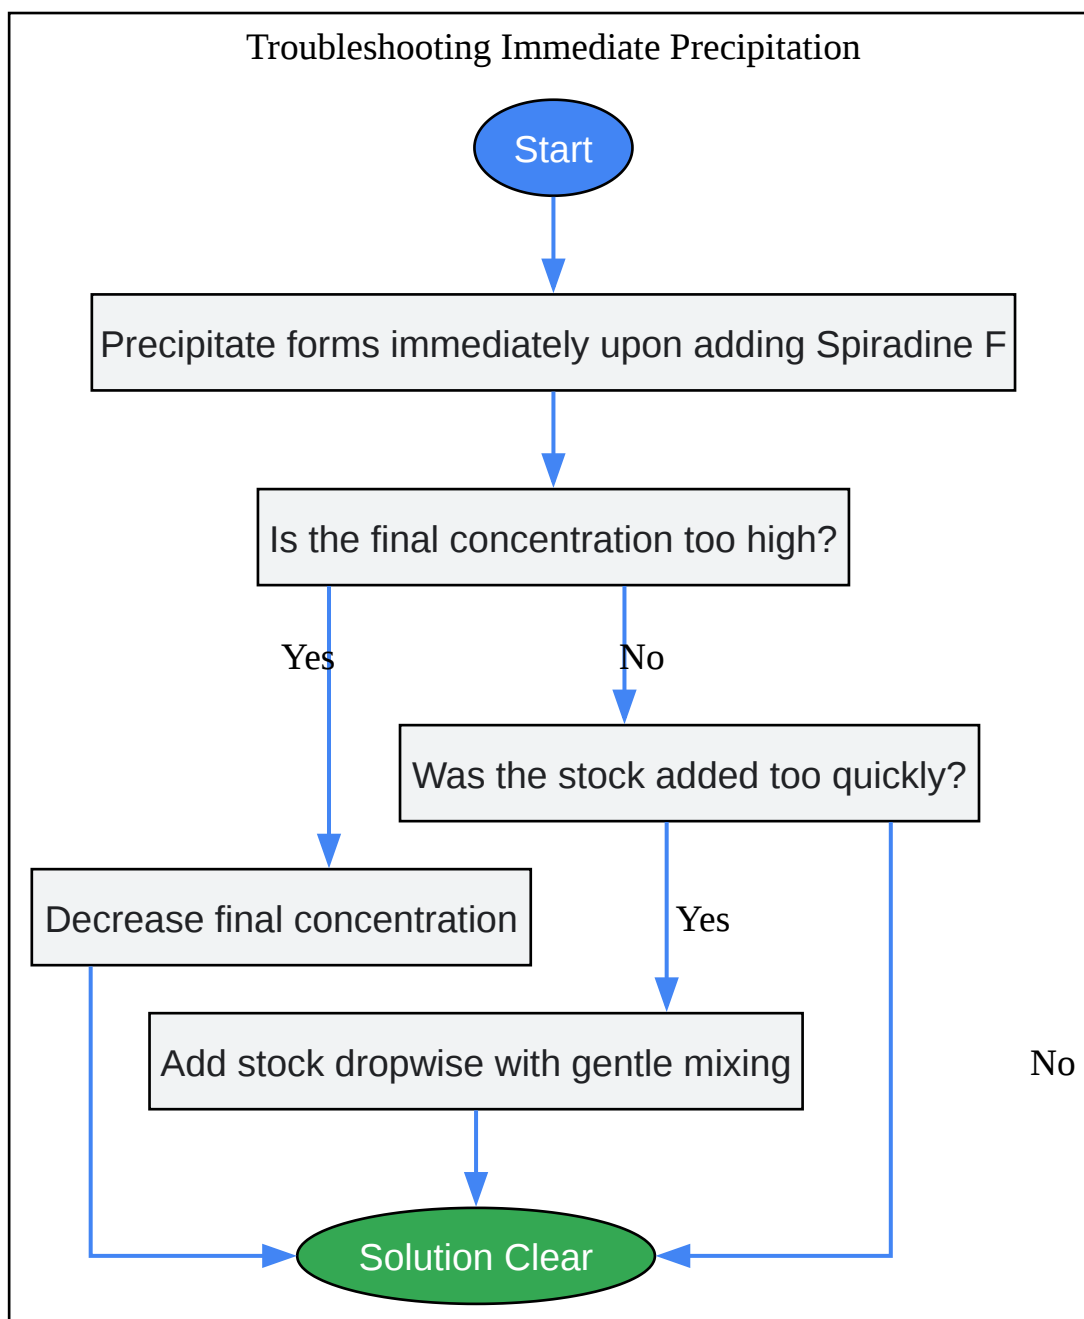 Troubleshooting Immediate Precipitation
Start
Precipitate forms immediately upon adding Spiradine F
Is the final concentration too high?
Yes
No
Was the stock added too quickly?
Decrease final concentration
Yes
Add stock dropwise with gentle mixing
No
Solution Clear